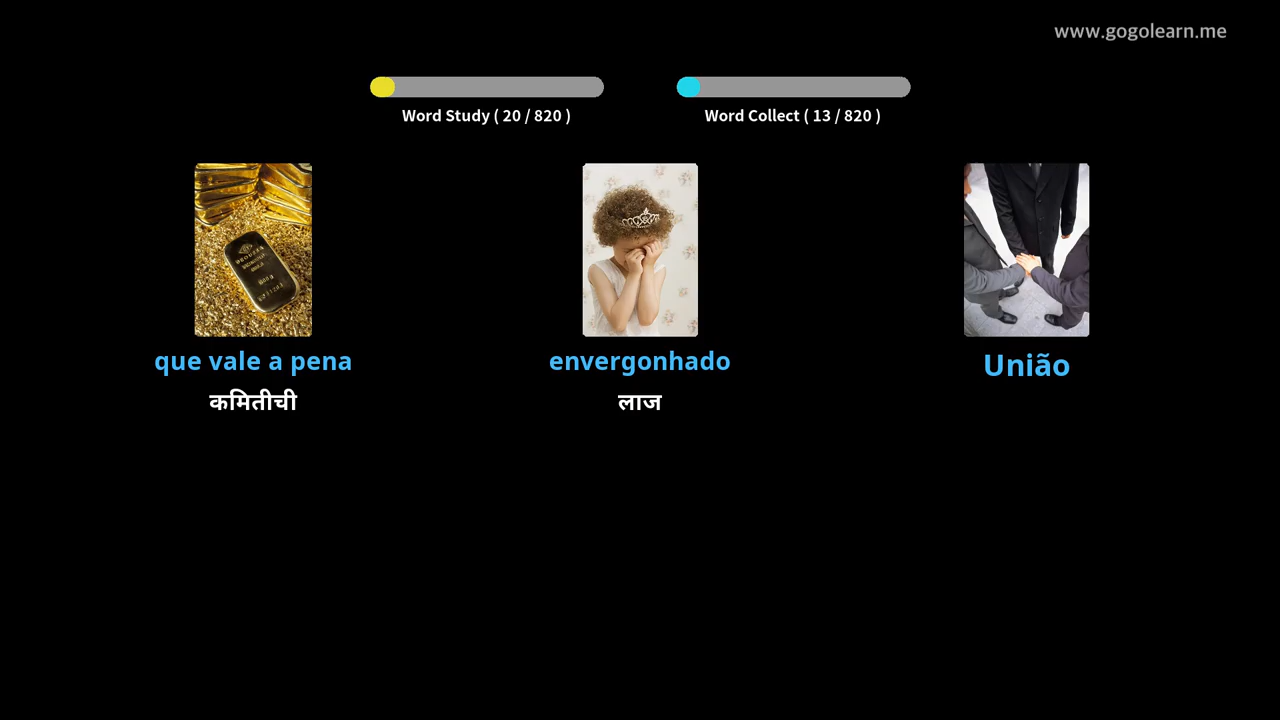 www.gogolearn.me
Word Study ( 20 / 820 )
Word Collect ( 13 / 820 )
que vale a pena
envergonhado
União
कमितीची
लाज